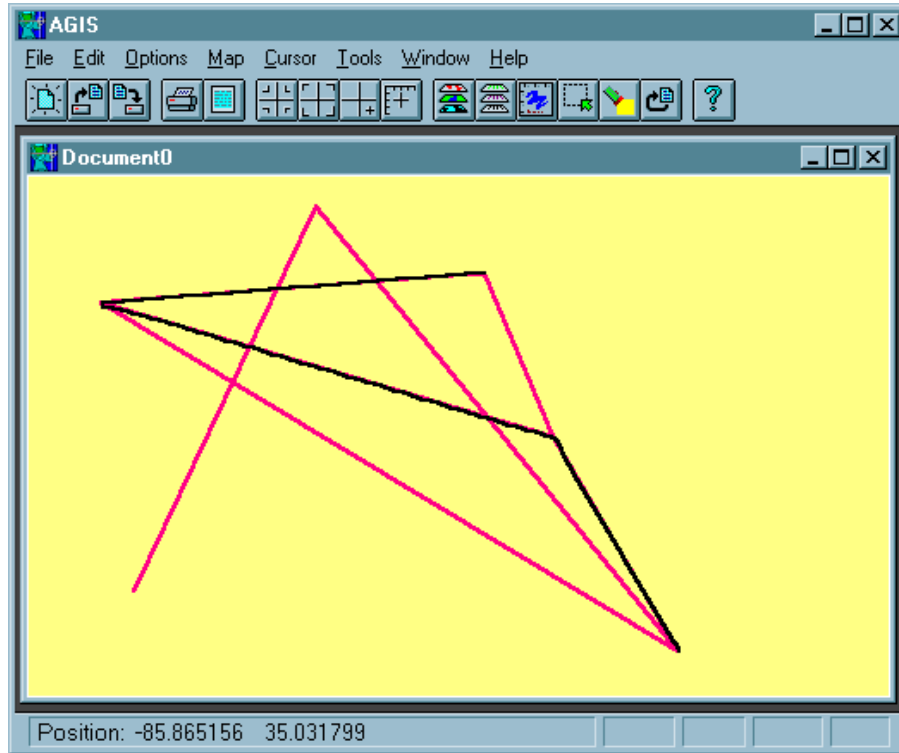 AGIS
File Edit Options Map Cursor Tools Window Help
?
Document0
Position: -85.865156 35.031799